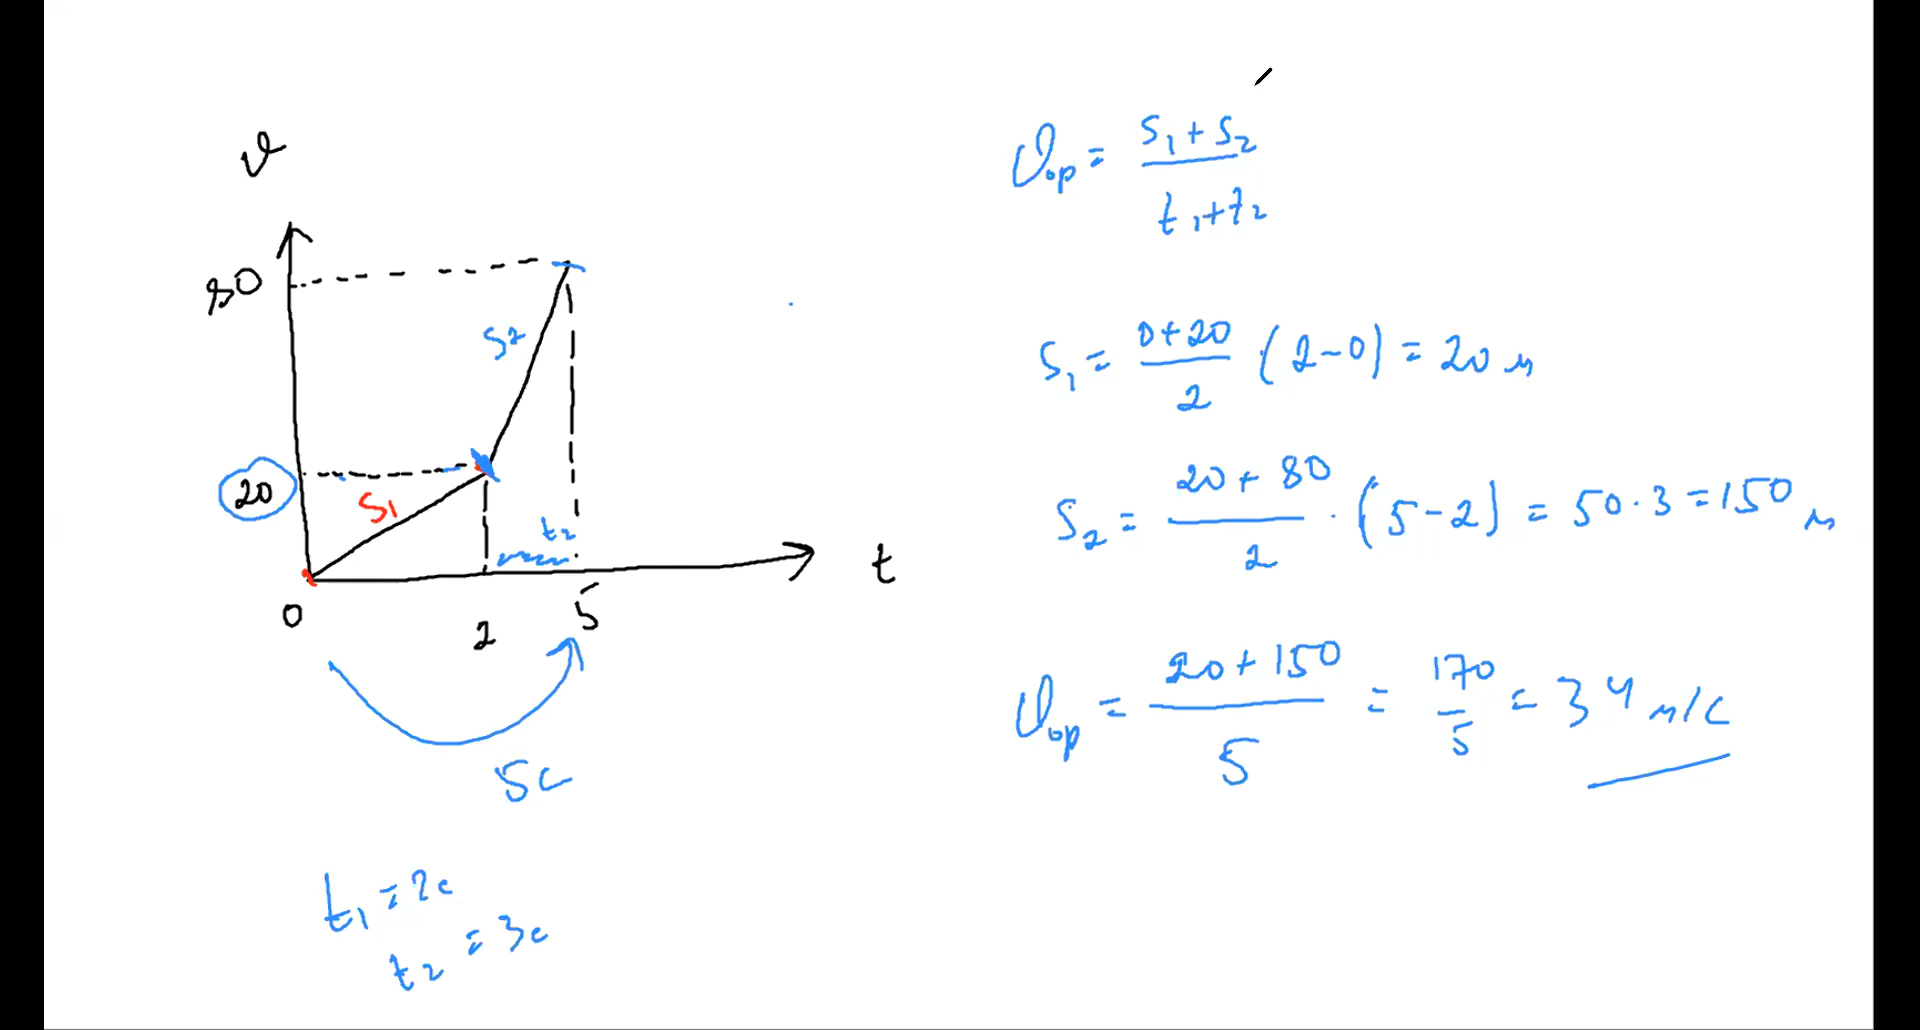 υ
80
S2
20
S1
t2
t
0
2
5
5c
t1 = 2c
t2 = 3c
υop = (S1 + S2) / (t1 + t2)
S1 = (0 + 20) / 2 (2 - 0) = 20 м
S2 = (20 + 80) / 2 · (5 - 2) = 50 · 3 = 150 м
υop = (20 + 150) / 5 = 170 / 5 = 34 м/c